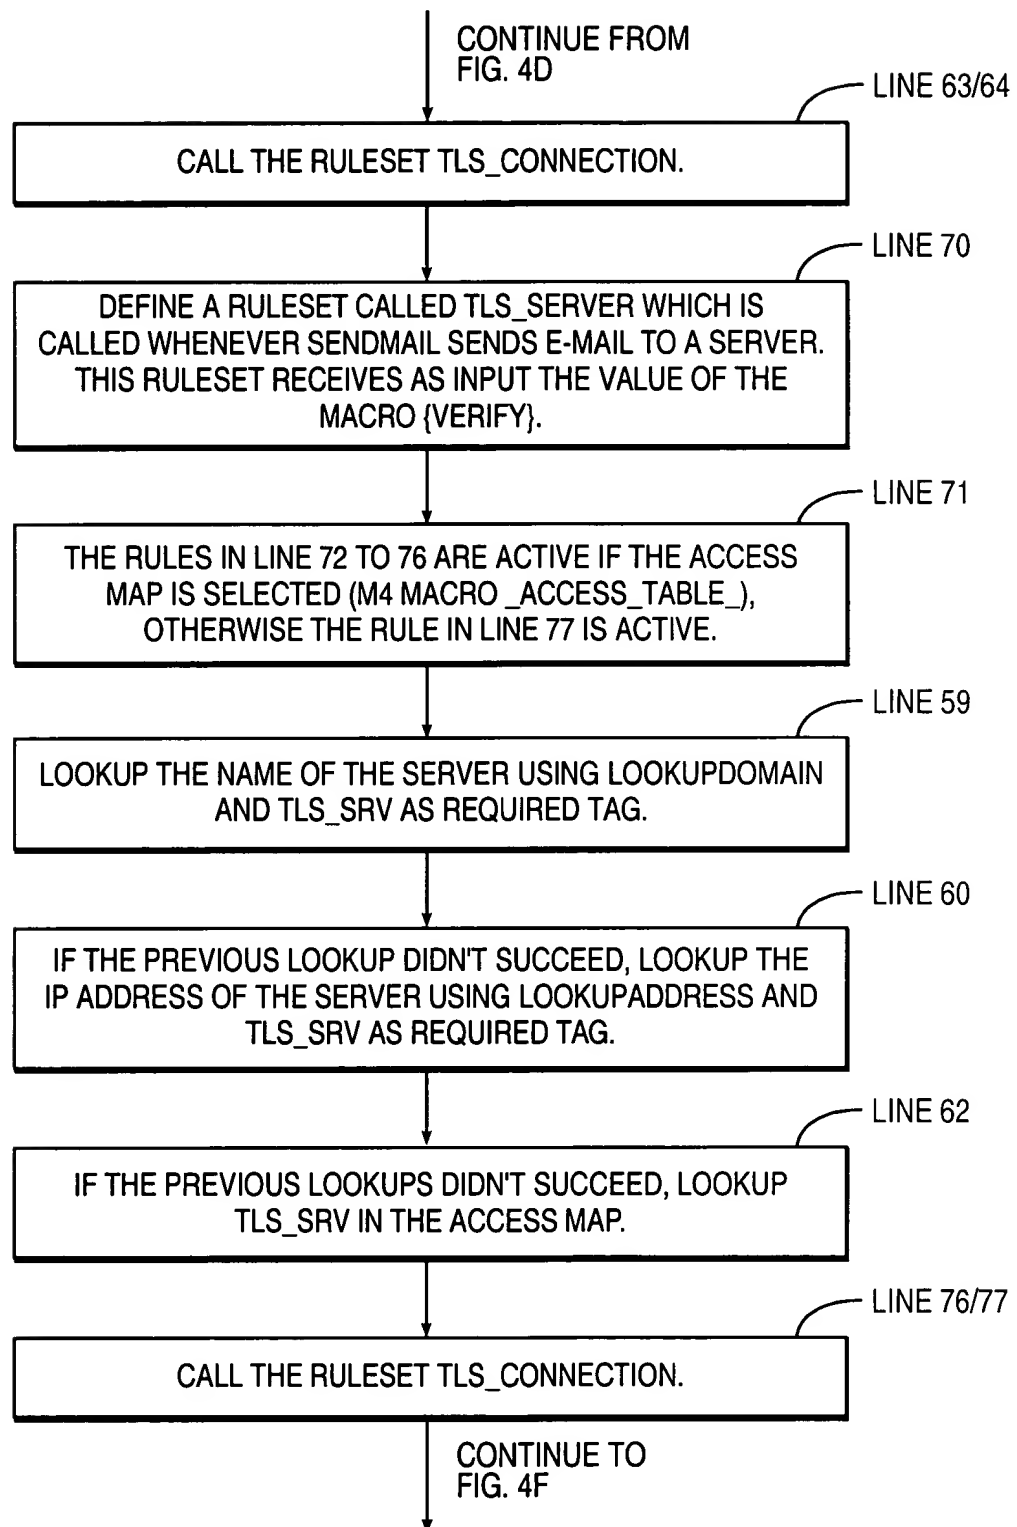 CONTINUE FROM
FIG. 4D
LINE 63/64
CALL THE RULESET TLS_CONNECTION.
LINE 70
DEFINE A RULESET CALLED TLS_SERVER WHICH IS
CALLED WHENEVER SENDMAIL SENDS E-MAIL TO A SERVER.
THIS RULESET RECEIVES AS INPUT THE VALUE OF THE
MACRO {VERIFY}.
LINE 71
THE RULES IN LINE 72 TO 76 ARE ACTIVE IF THE ACCESS
MAP IS SELECTED (M4 MACRO _ACCESS_TABLE_),
OTHERWISE THE RULE IN LINE 77 IS ACTIVE.
LINE 59
LOOKUP THE NAME OF THE SERVER USING LOOKUPDOMAIN
AND TLS_SRV AS REQUIRED TAG.
LINE 60
IF THE PREVIOUS LOOKUP DIDN'T SUCCEED, LOOKUP THE
IP ADDRESS OF THE SERVER USING LOOKUPADDRESS AND
TLS_SRV AS REQUIRED TAG.
LINE 62
IF THE PREVIOUS LOOKUPS DIDN'T SUCCEED, LOOKUP
TLS_SRV IN THE ACCESS MAP.
LINE 76/77
CALL THE RULESET TLS_CONNECTION.
CONTINUE TO
FIG. 4F